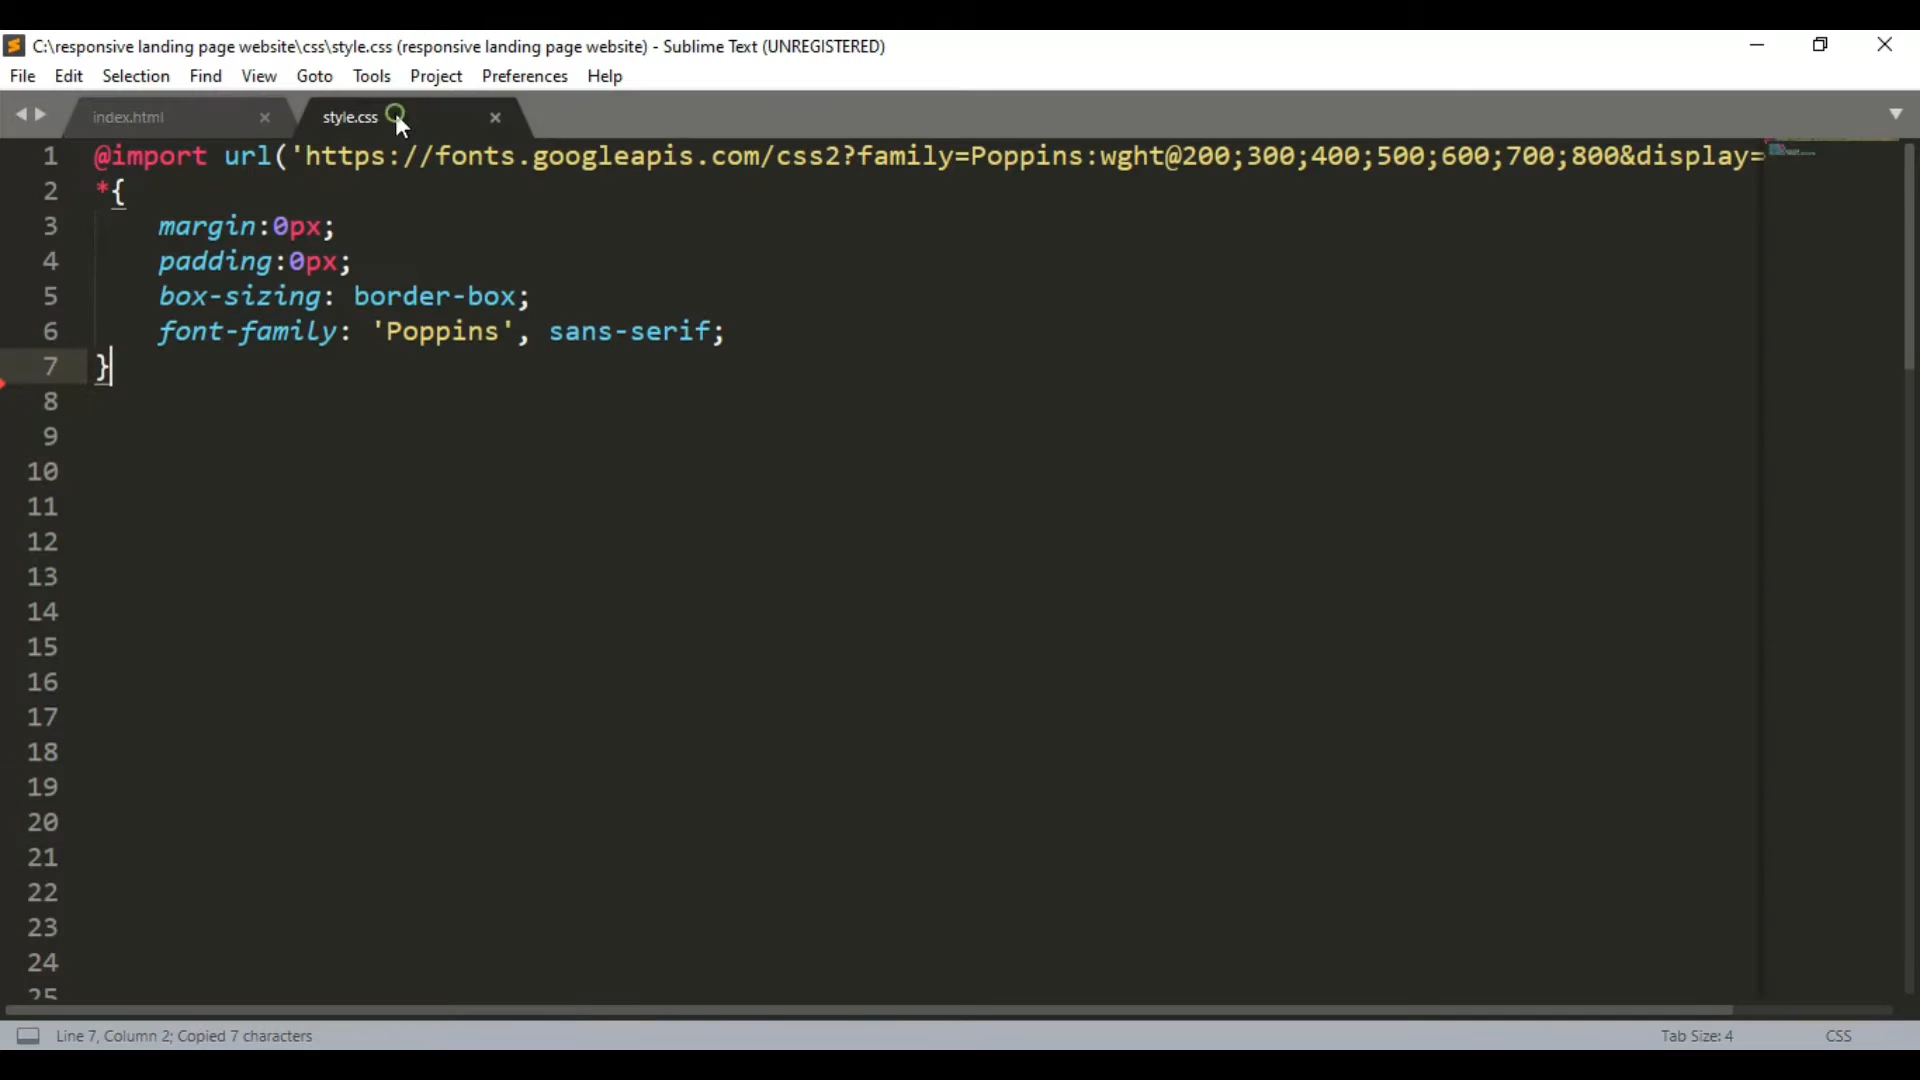 C:\responsive landing page website\css\style.css (responsive landing page website) - Sublime Text (UNREGISTERED)
File Edit Selection Find View Goto Tools Project Preferences Help
index.html style.css
1 @import url('https://fonts.googleapis.com/css2?family=Poppins:wght@200;300;400;500;600;700;800&display=
2 *{
3 margin:0px;
4 padding:0px;
5 box-sizing: border-box;
6 font-family: 'Poppins', sans-serif;
7 }
8
9
10
11
12
13
14
15
16
17
18
19
20
21
22
23
24
25
Line 7, Column 2; Copied 7 characters Tab Size: 4 CSS